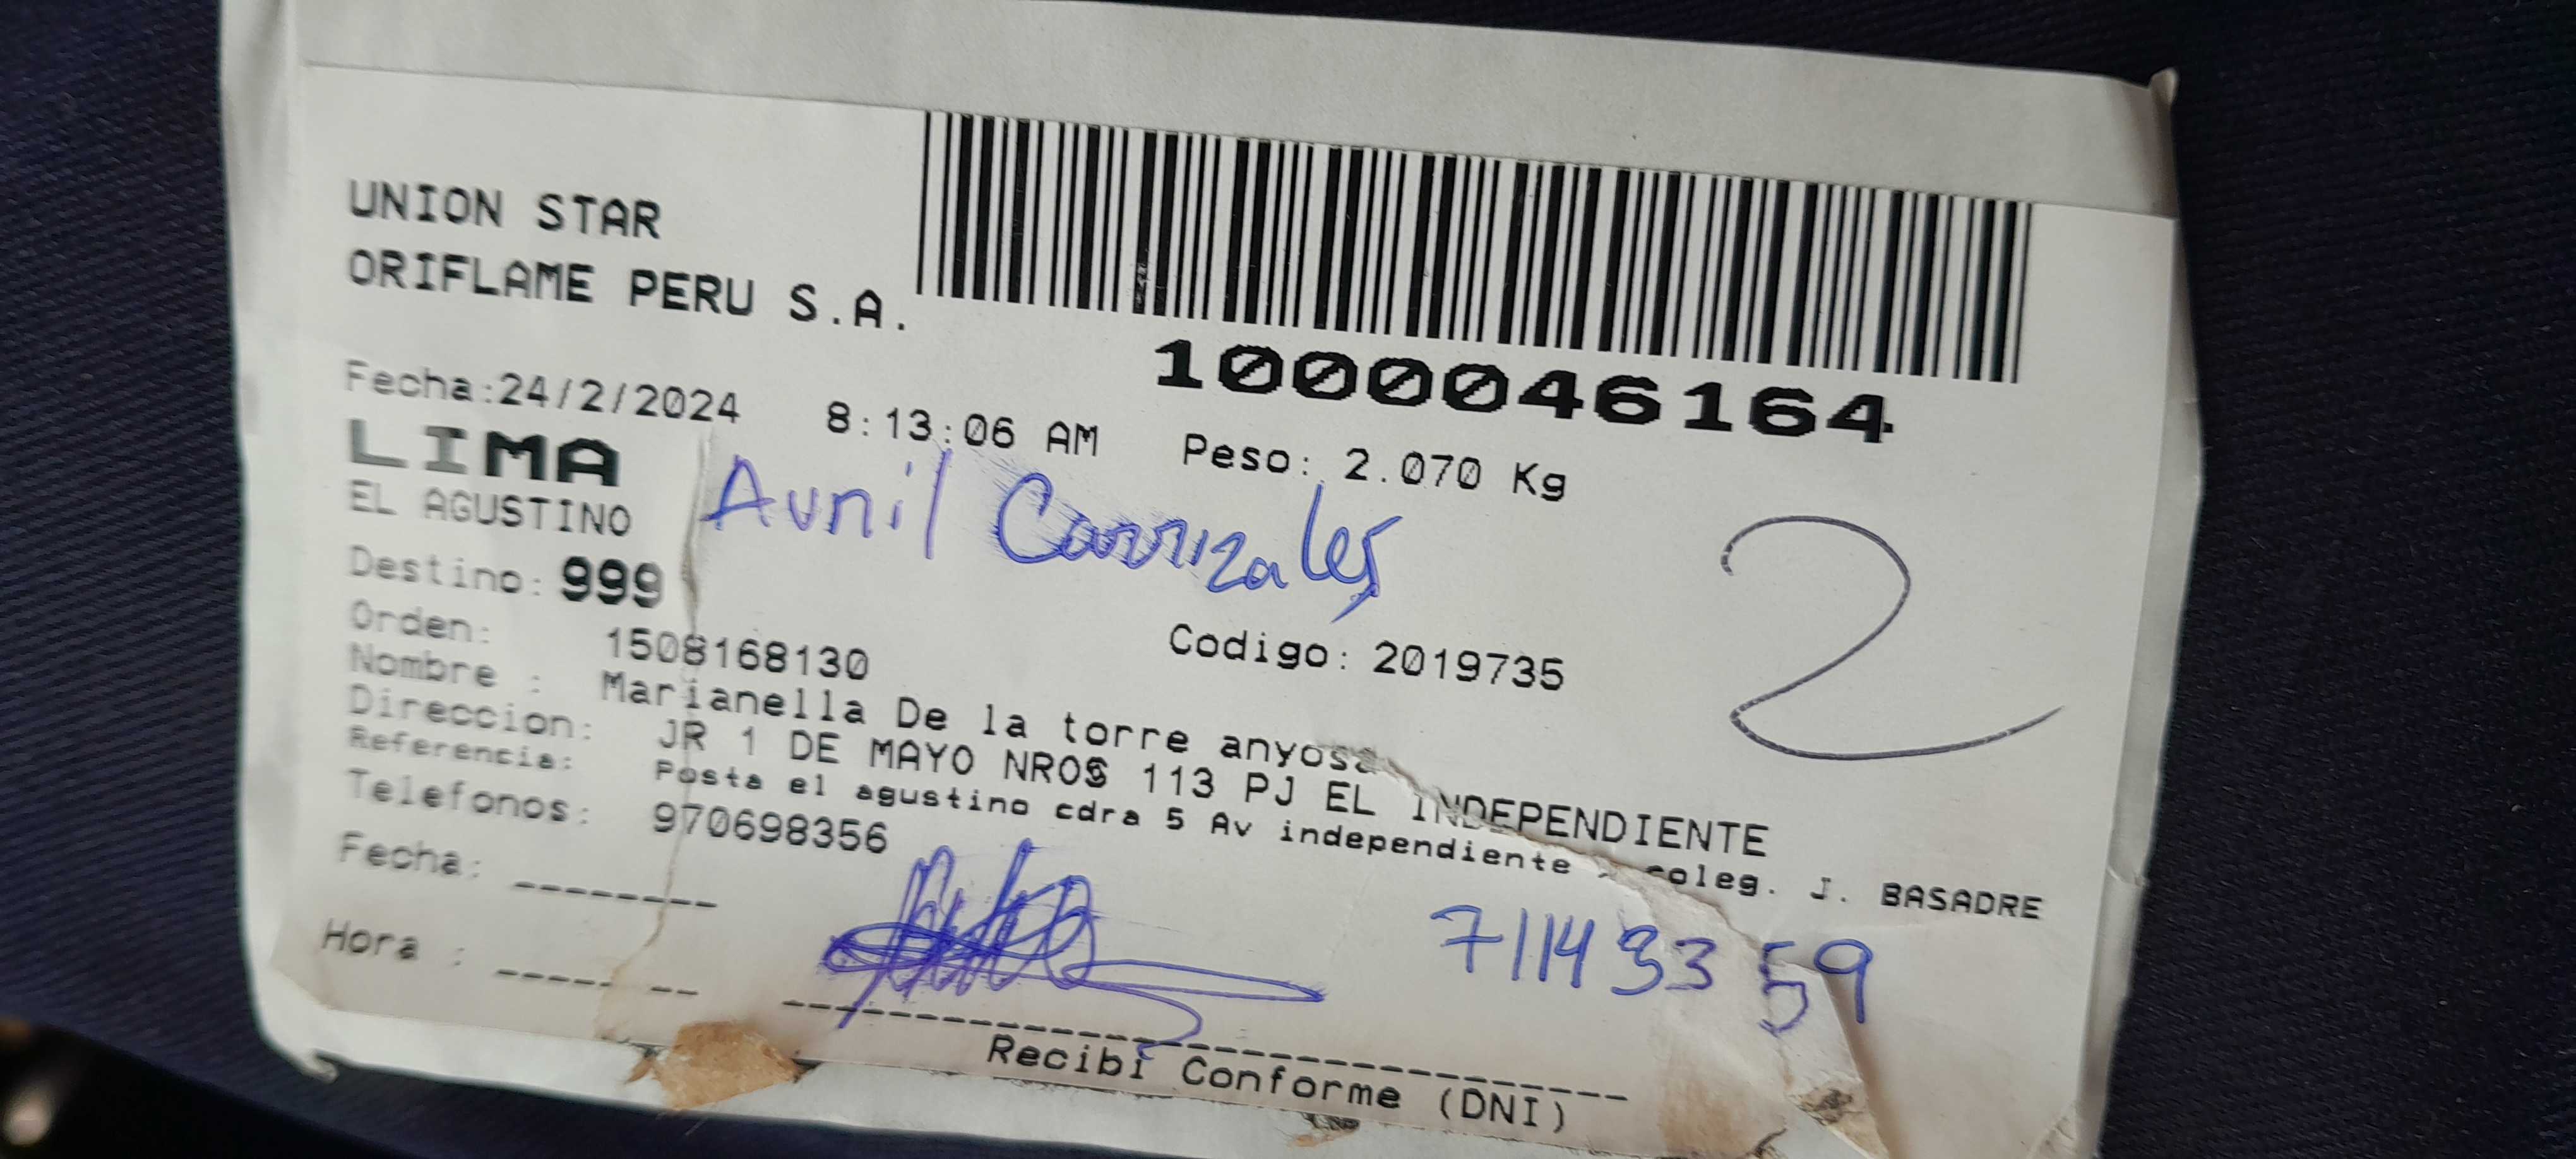 UNION STAR
ORIFLAME PERU S.A.
1000046164
Fecha:24/2/2024 8:13:06 AM Peso: 2.070 Kg
LIMA
EL AGUSTINO
Avril Carrizales
2
Destino: 999
Orden: 1508168130 Codigo: 2019735
Nombre : Marianella De la torre anyosa
Direccion: JR 1 DE MAYO NROS 113 PJ EL INDEPENDIENTE
Referencia: Posta el agustino cdra 5 Av independiente coleg. J. BASADRE
Telefonos: 970698356
Fecha: --------
Hora : ----- --
71149359
Recibi Conforme (DNI)